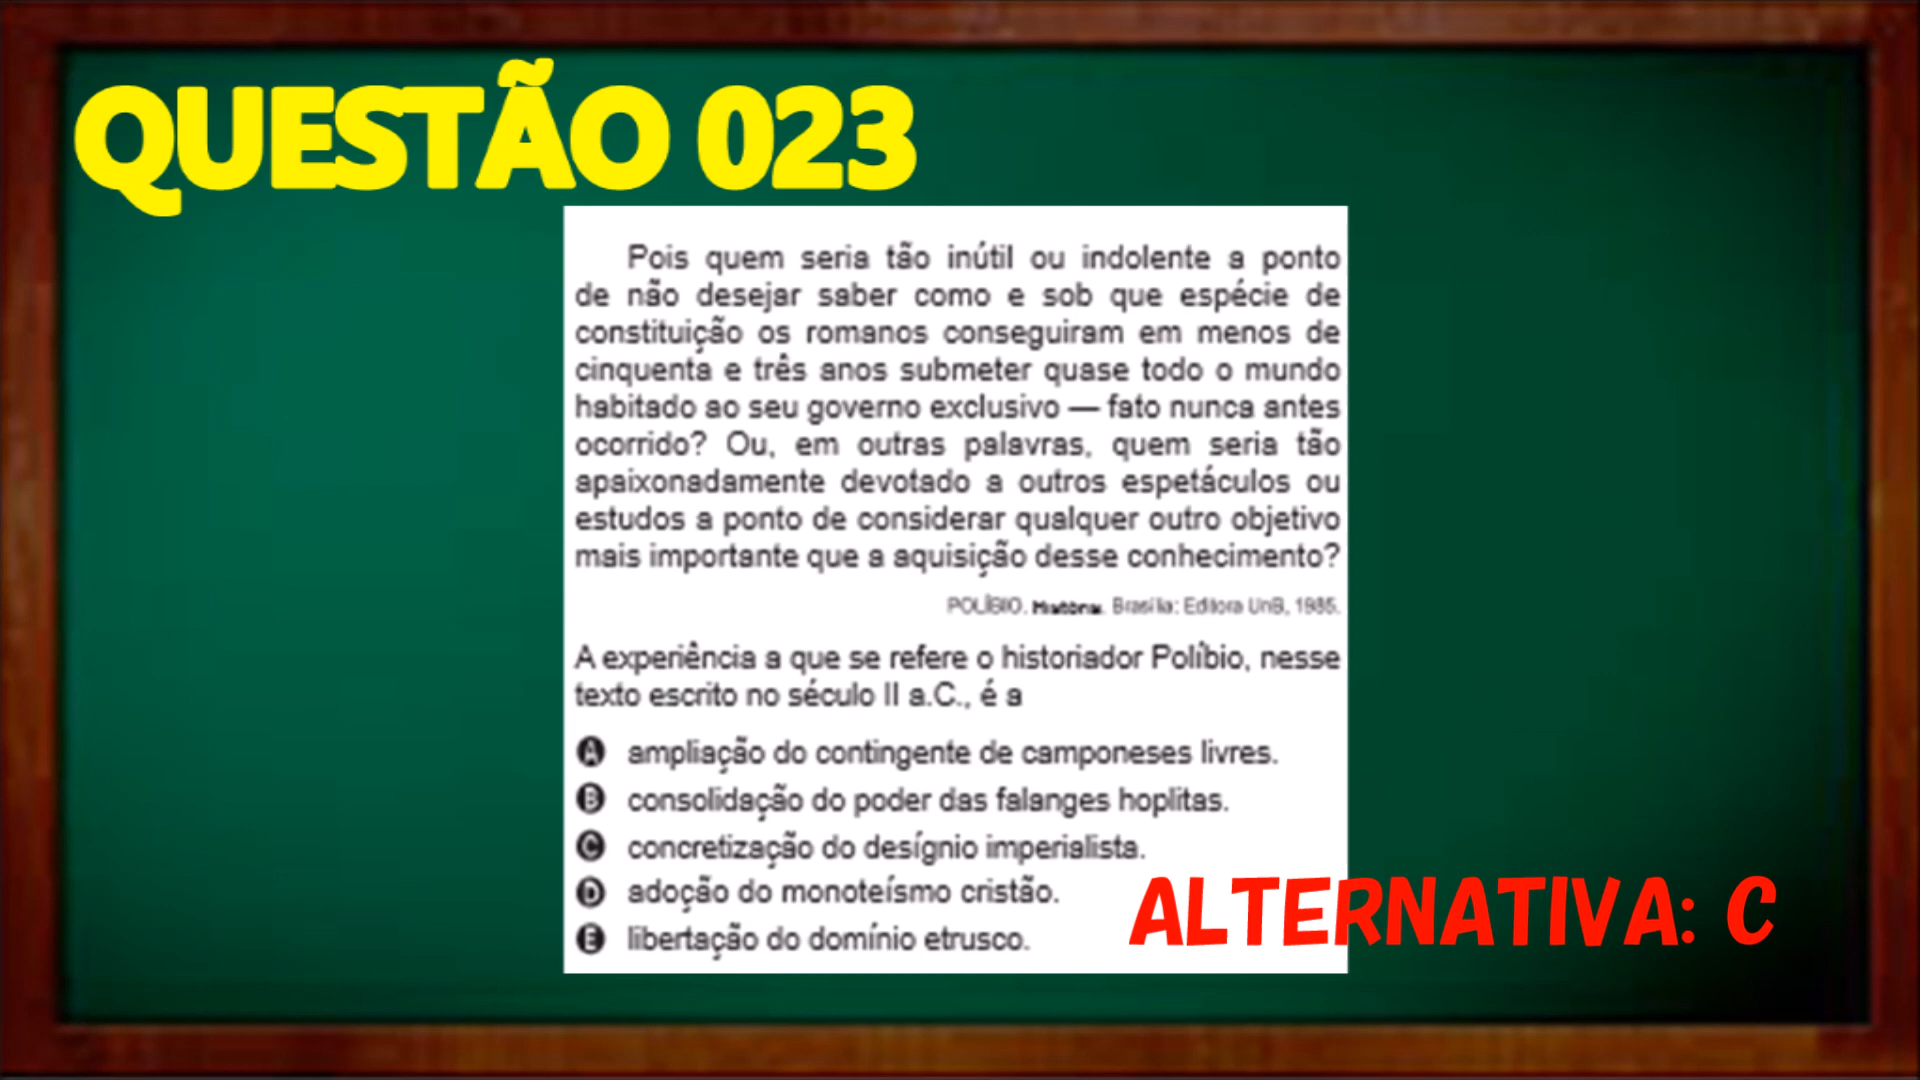 QUESTÃO 023
Pois quem seria tão inútil ou indolente a ponto
de não desejar saber como e sob que espécie de
constituição os romanos conseguiram em menos de
cinquenta e três anos submeter quase todo o mundo
habitado ao seu governo exclusivo — fato nunca antes
ocorrido? Ou, em outras palavras, quem seria tão
apaixonadamente devotado a outros espetáculos ou
estudos a ponto de considerar qualquer outro objetivo
mais importante que a aquisição desse conhecimento?
POLÍBIO. História. Brasília: Editora UnB, 1985.
A experiência a que se refere o historiador Políbio, nesse
texto escrito no século II a.C., é a
A ampliação do contingente de camponeses livres.
B consolidação do poder das falanges hoplitas.
C concretização do desígnio imperialista.
D adoção do monoteísmo cristão.
E libertação do domínio etrusco.
ALTERNATIVA: C